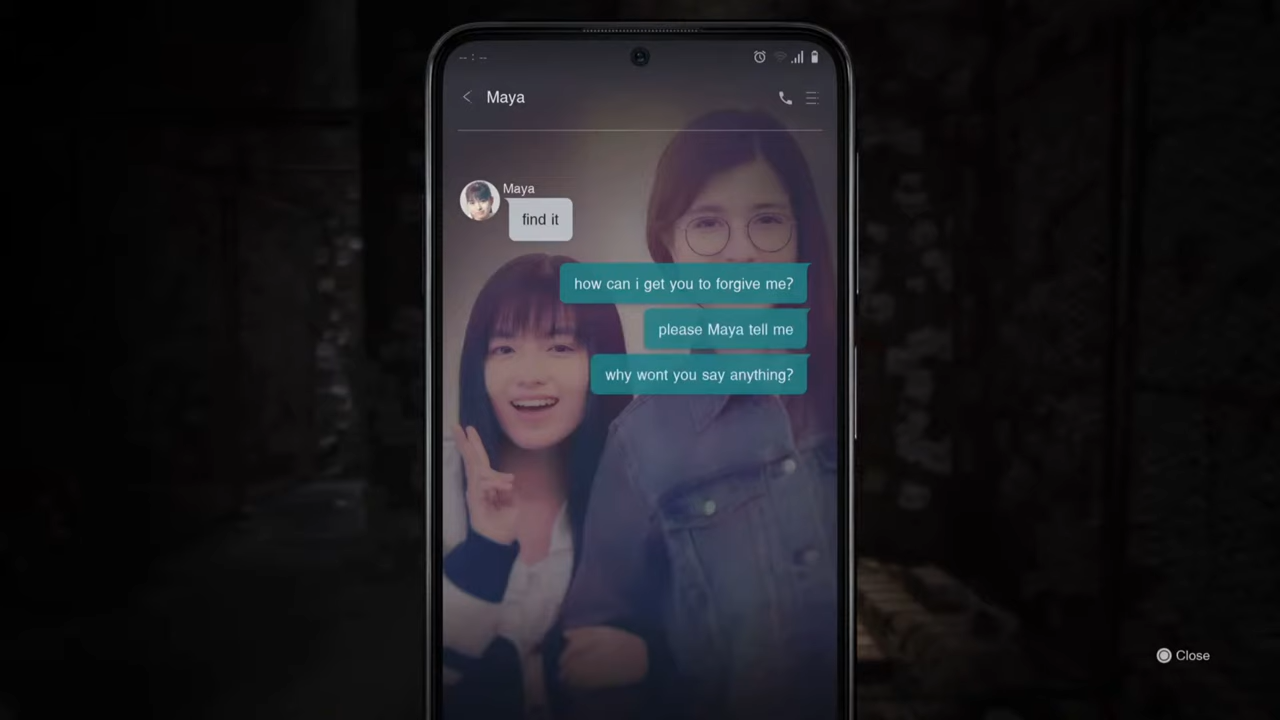 -- : --
Maya
Maya
find it
how can i get you to forgive me?
please Maya tell me
why wont you say anything?
Close